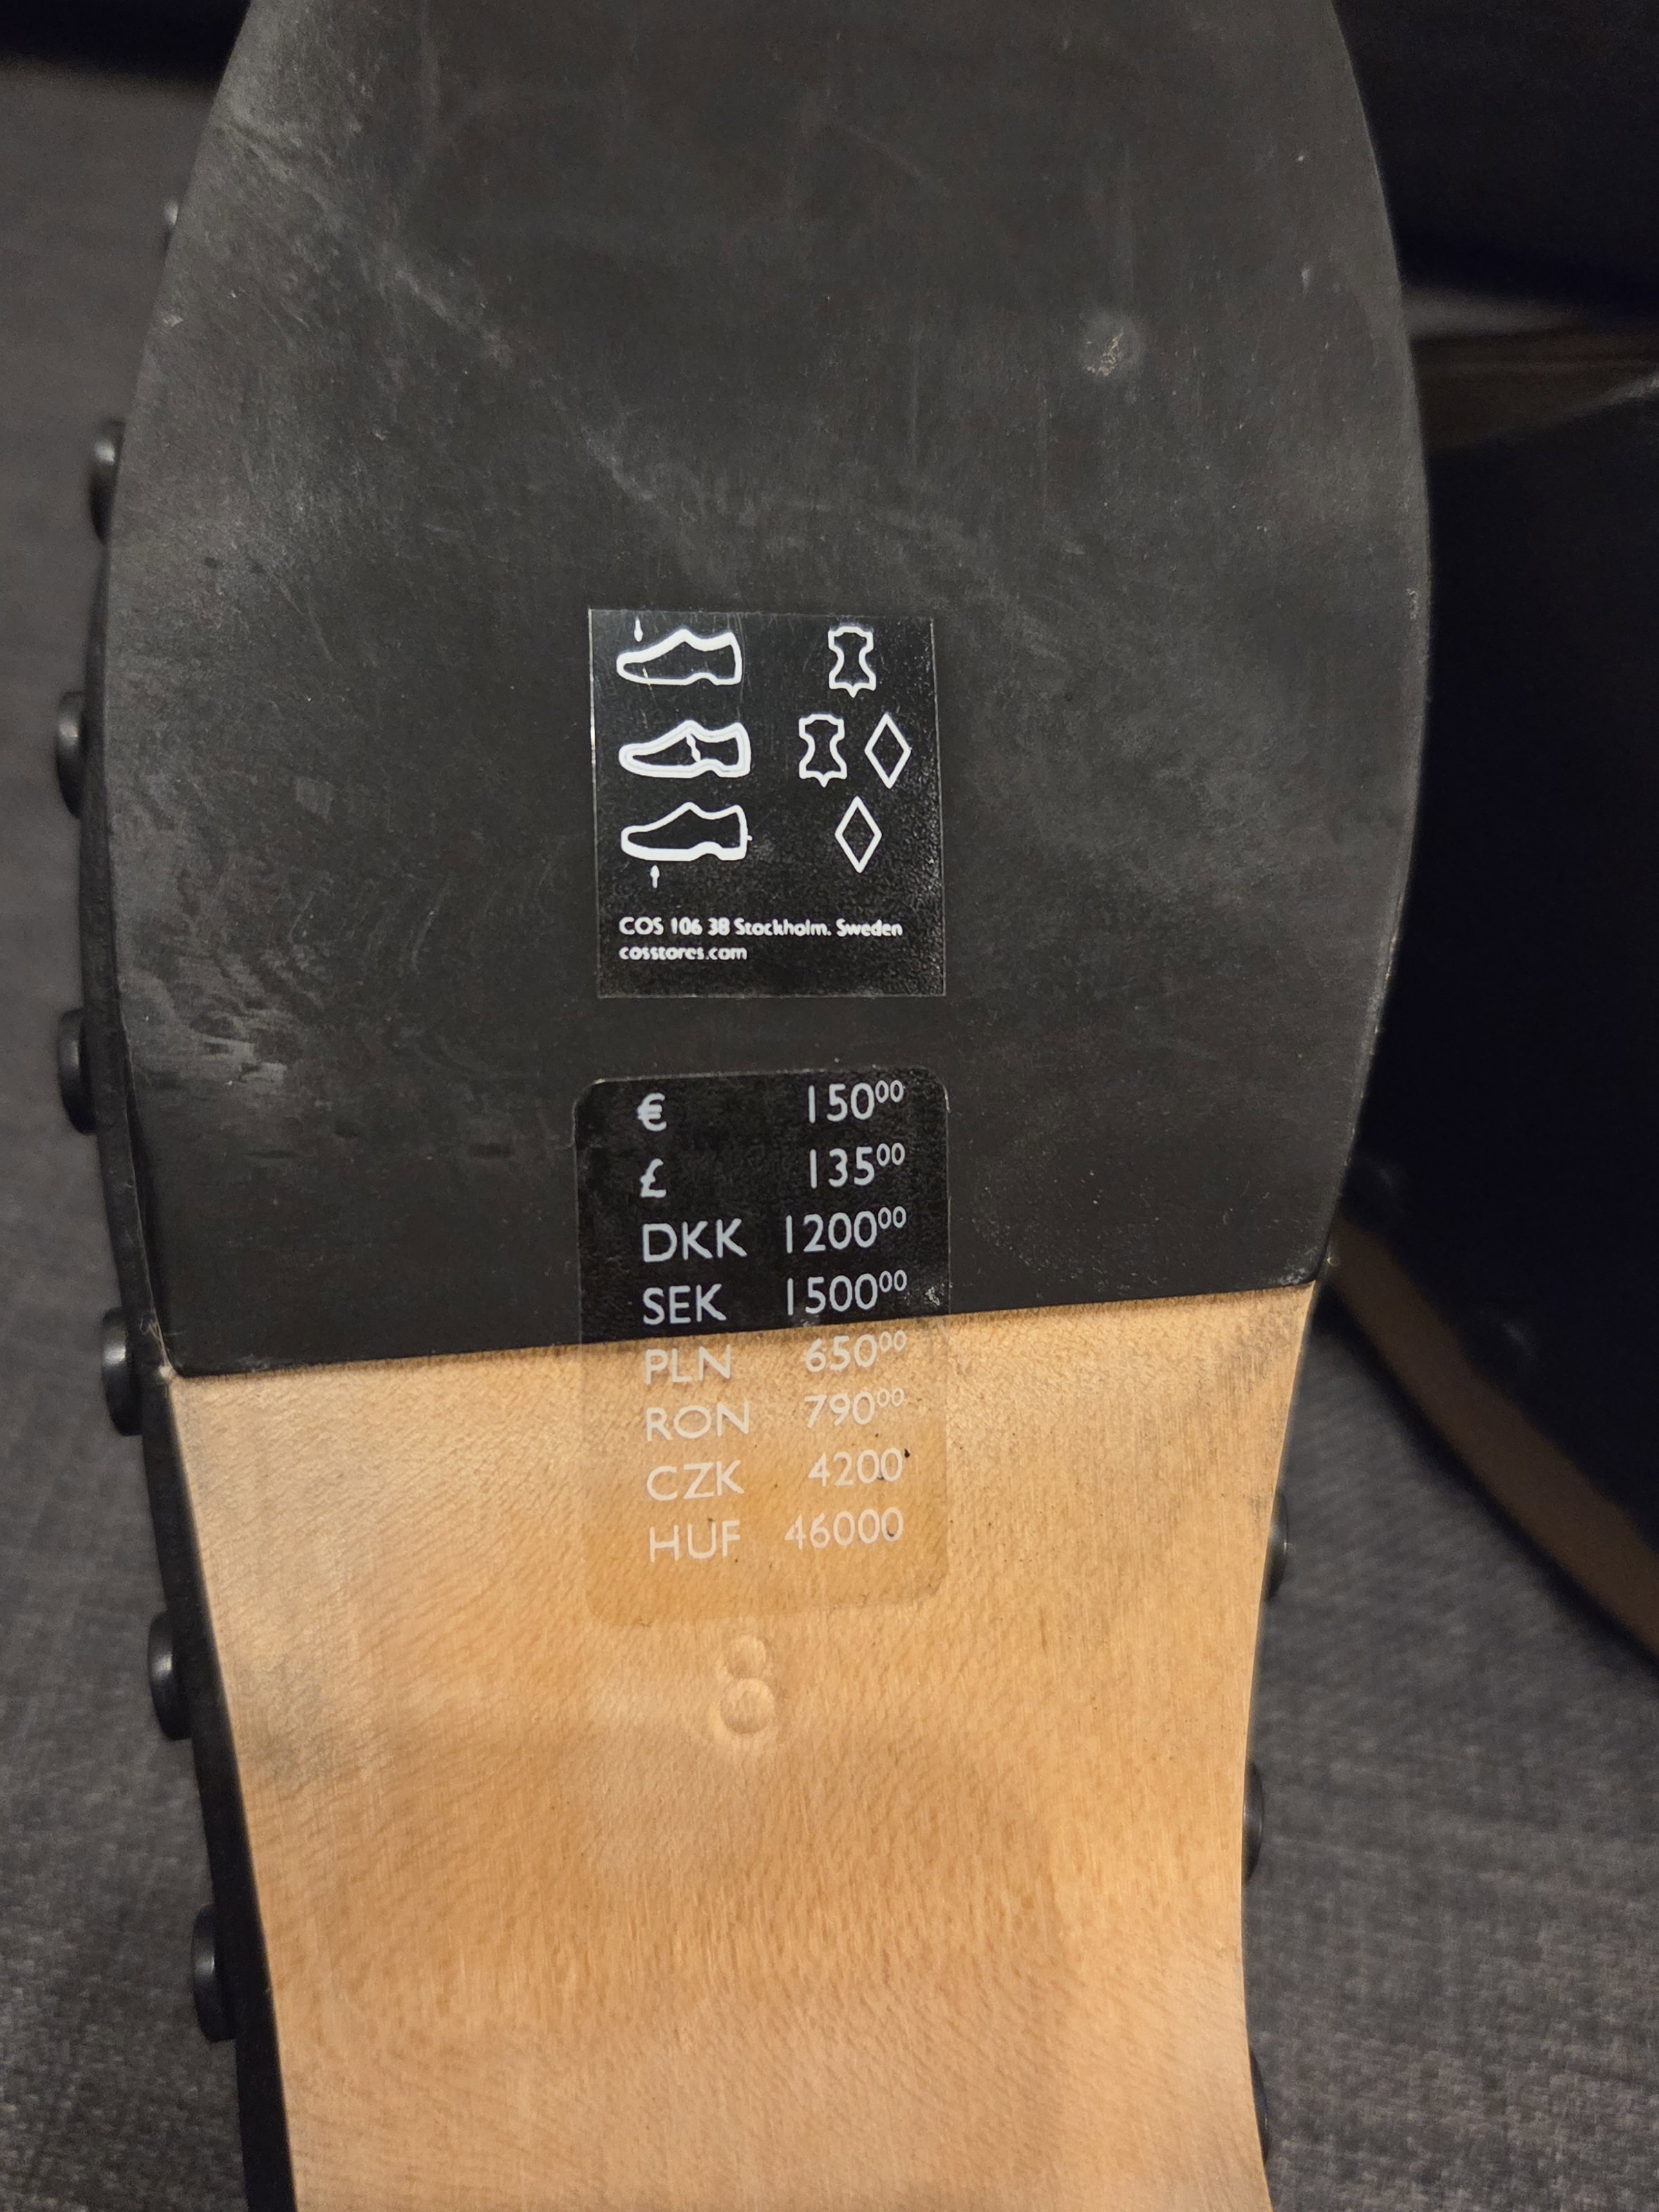 COS 106 38 Stockholm. Sweden
cosstores.com
€ 150⁰⁰
£ 135⁰⁰
DKK 1200⁰⁰
SEK 1500⁰⁰
PLN 650⁰⁰
RON 790⁰⁰
CZK 4200
HUF 46000
8